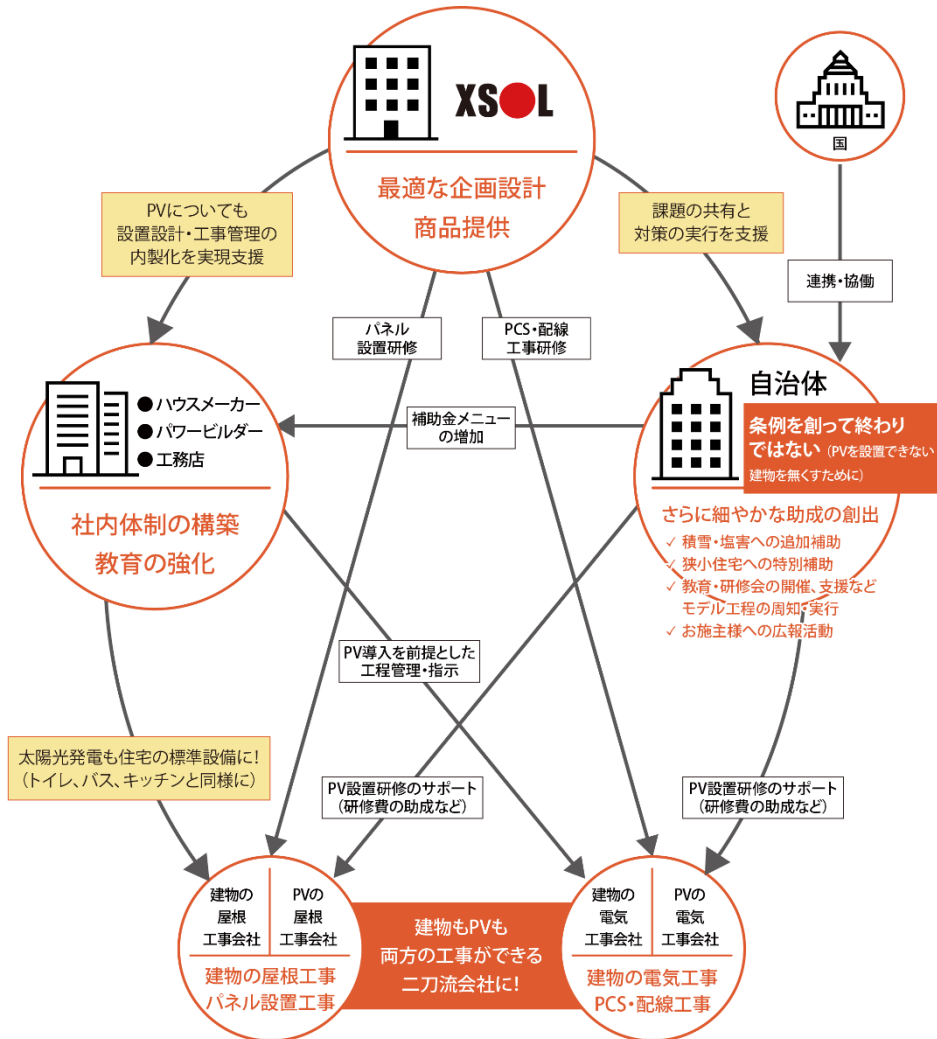 XSOL
最適な企画設計
商品提供
国
PVについても
設置設計・工事管理の
内製化を実現支援
課題の共有と
対策の実行を支援
連携・協働
パネル
設置研修
PCS・配線
工事研修
●ハウスメーカー
●パワービルダー
●工務店
社内体制の構築
教育の強化
補助金メニュー
の増加
自治体
条例を創って終わり
ではない（PVを設置できない
建物を無くすために）
さらに細やかな助成の創出
✓ 積雪・塩害への追加補助
✓ 狭小住宅への特別補助
✓ 教育・研修会の開催、支援など
モデル工程の周知・実行
✓ お施主様への広報活動
PV導入を前提とした
工程管理・指示
太陽光発電も住宅の標準設備に!
（トイレ、バス、キッチンと同様に）
PV設置研修のサポート
（研修費の助成など）
PV設置研修のサポート
（研修費の助成など）
建物の
屋根
工事会社
PVの
屋根
工事会社
建物の屋根工事
パネル設置工事
建物もPVも
両方の工事ができる
二刀流会社に!
建物の
電気
工事会社
PVの
電気
工事会社
建物の電気工事
PCS・配線工事